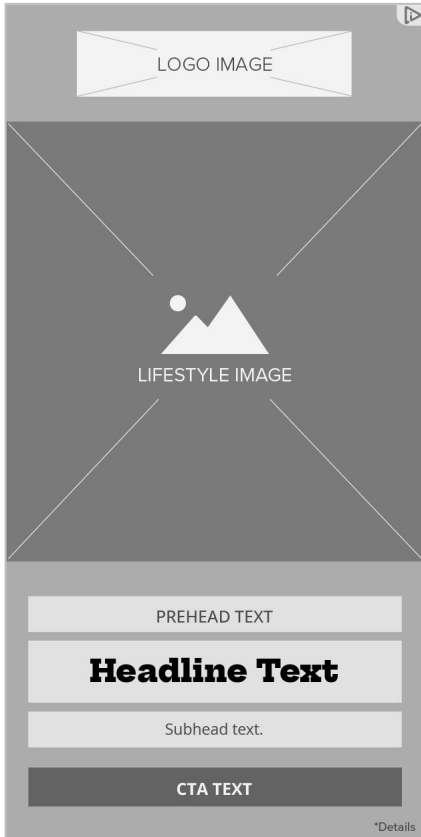 LOGO IMAGE
LIFESTYLE IMAGE
PREHEAD TEXT
Headline Text
Subhead text.
CTA TEXT
*Details